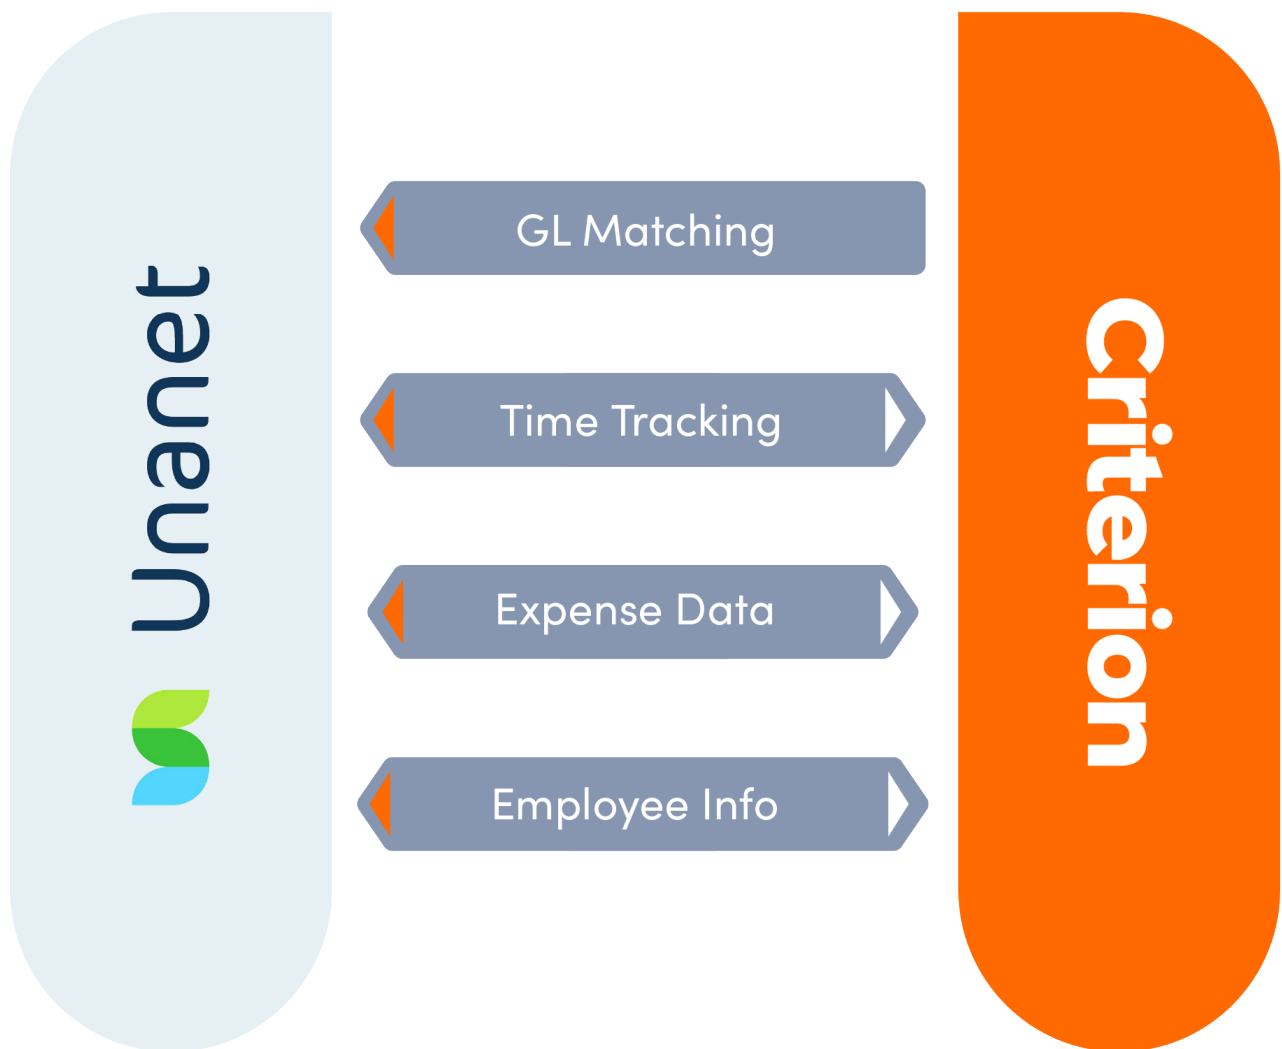 Unanet
GL Matching
Time Tracking
Expense Data
Employee Info
Criterion